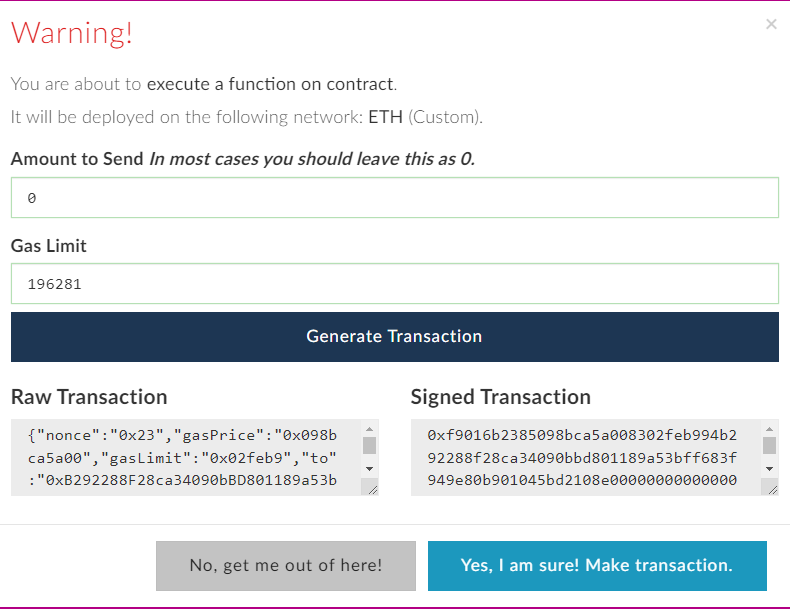 Warning!
×
You are about to execute a function on contract.
It will be deployed on the following network: ETH (Custom).
Amount to Send In most cases you should leave this as 0.
0
Gas Limit
196281
Generate Transaction
Raw Transaction
{"nonce":"0x23","gasPrice":"0x098b
ca5a00","gasLimit":"0x02feb9","to"
:"0xB292288F28ca34090bBD801189a53b
Signed Transaction
0xf9016b2385098bca5a008302feb994b2
92288f28ca34090bbd801189a53bff683f
949e80b901045bd2108e00000000000000
No, get me out of here!
Yes, I am sure! Make transaction.